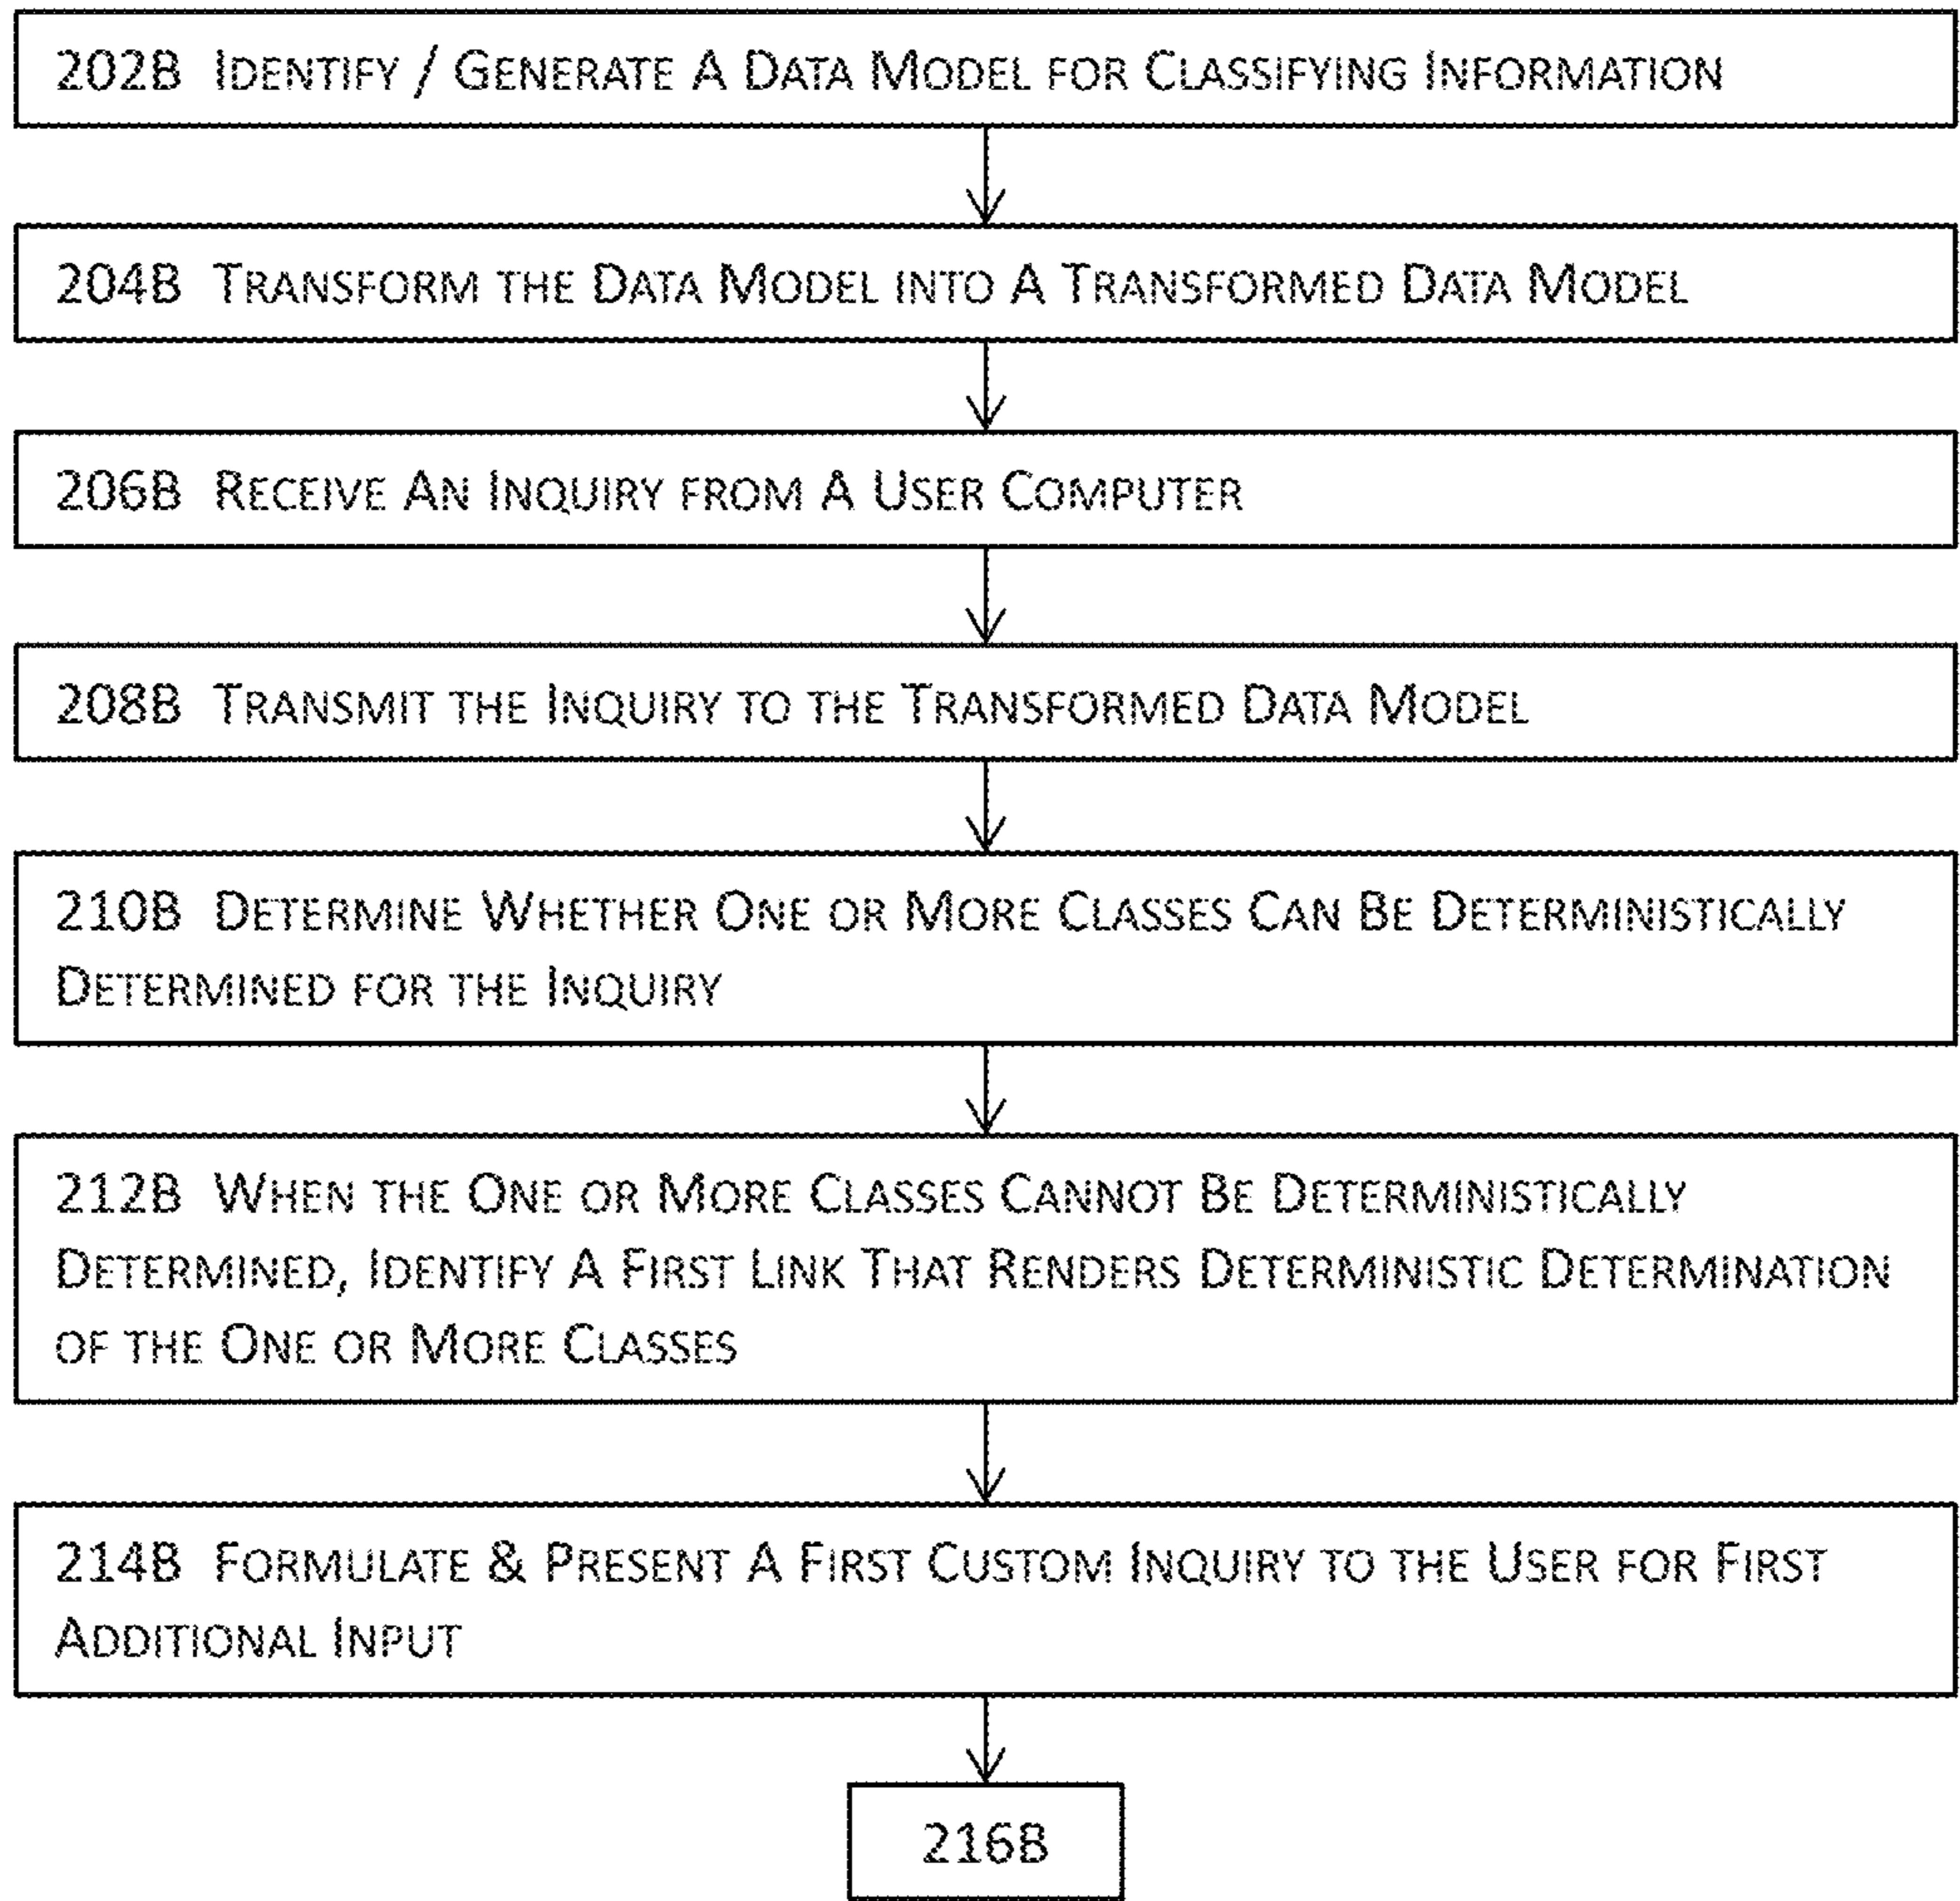 202B IDENTIFY / GENERATE A DATA MODEL FOR CLASSIFYING INFORMATION
204B TRANSFORM THE DATA MODEL INTO A TRANSFORMED DATA MODEL
206B RECEIVE AN INQUIRY FROM A USER COMPUTER
208B TRANSMIT THE INQUIRY TO THE TRANSFORMED DATA MODEL
210B DETERMINE WHETHER ONE OR MORE CLASSES CAN BE DETERMINISTICALLY
DETERMINED FOR THE INQUIRY
212B WHEN THE ONE OR MORE CLASSES CANNOT BE DETERMINISTICALLY
DETERMINED, IDENTIFY A FIRST LINK THAT RENDERS DETERMINISTIC DETERMINATION
OF THE ONE OR MORE CLASSES
214B FORMULATE & PRESENT A FIRST CUSTOM INQUIRY TO THE USER FOR FIRST
ADDITIONAL INPUT
216B